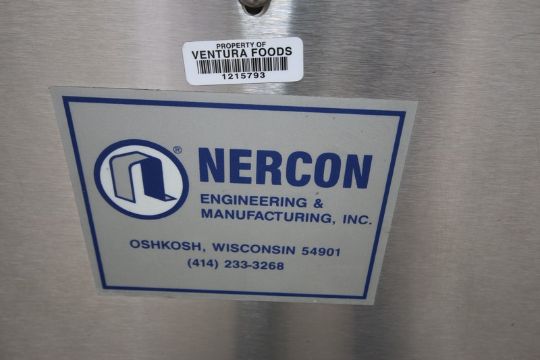 PROPERTY OF
VENTURA FOODS
1215793
NERCON
ENGINEERING &
MANUFACTURING, INC.
OSHKOSH, WISCONSIN 54901
(414) 233-3268